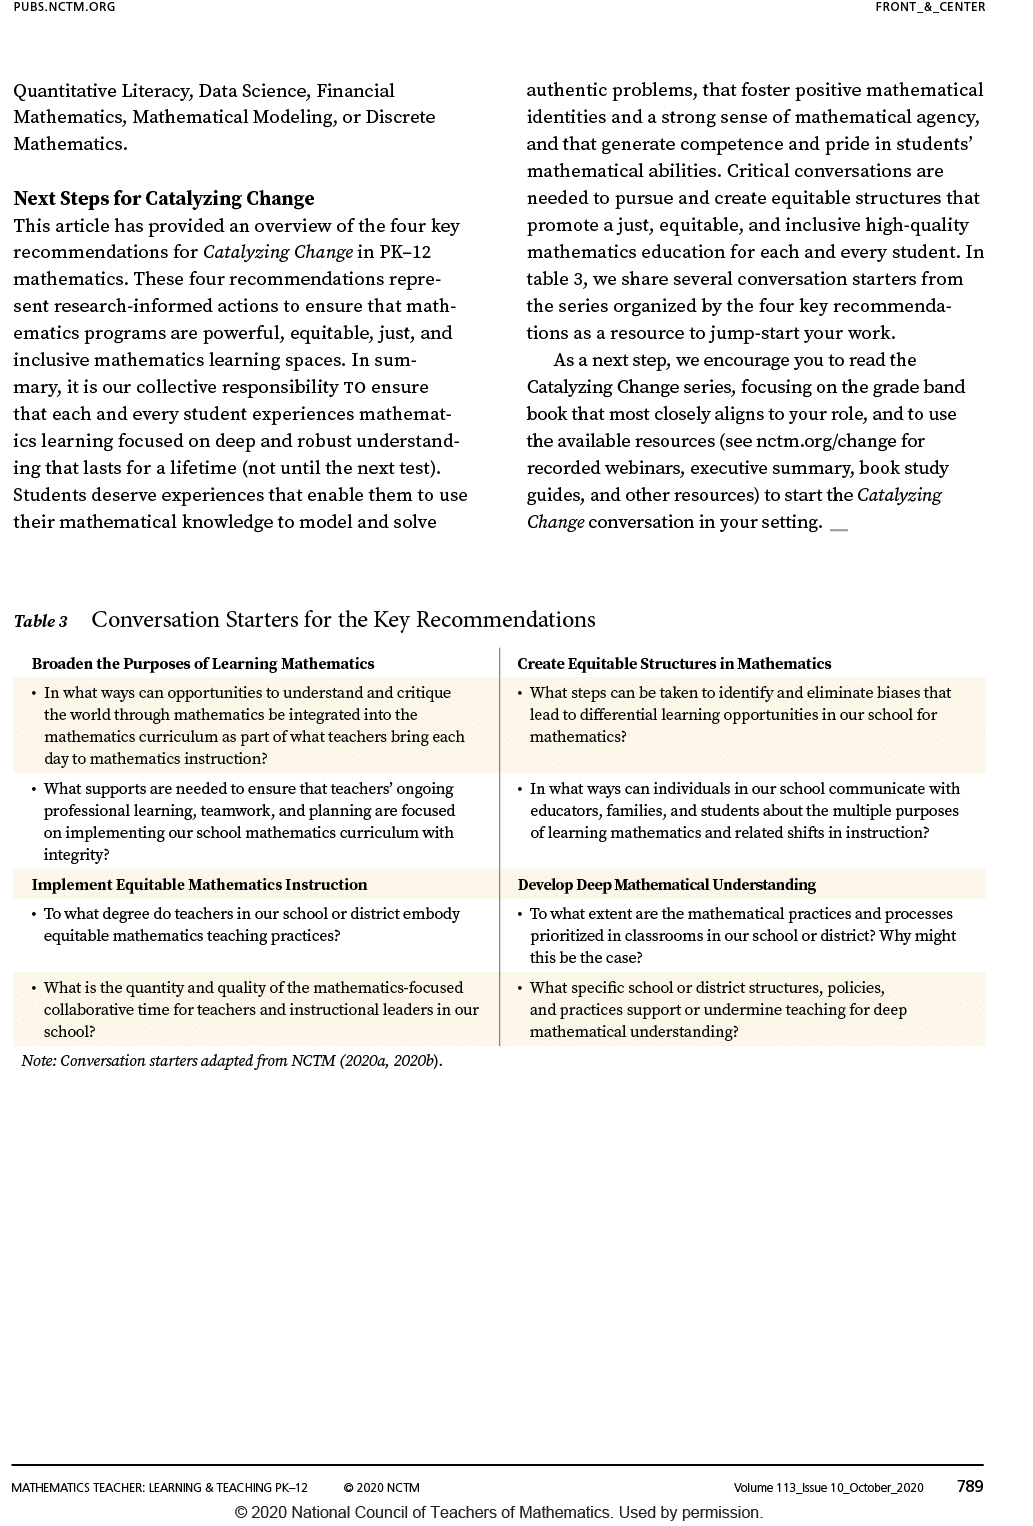 PUBS.NCTM.ORG
FRONT_&_CENTER
Quantitative Literacy, Data Science, Financial
Mathematics, Mathematical Modeling, or Discrete
Mathematics.
Next Steps for Catalyzing Change
This article has provided an overview of the four key
recommendations for Catalyzing Change in PK–12
mathematics. These four recommendations repre-
sent research-informed actions to ensure that math-
ematics programs are powerful, equitable, just, and
inclusive mathematics learning spaces. In sum-
mary, it is our collective responsibility TO ensure
that each and every student experiences mathemat-
ics learning focused on deep and robust understand-
ing that lasts for a lifetime (not until the next test).
Students deserve experiences that enable them to use
their mathematical knowledge to model and solve
authentic problems, that foster positive mathematical
identities and a strong sense of mathematical agency,
and that generate competence and pride in students’
mathematical abilities. Critical conversations are
needed to pursue and create equitable structures that
promote a just, equitable, and inclusive high-quality
mathematics education for each and every student. In
table 3, we share several conversation starters from
the series organized by the four key recommenda-
tions as a resource to jump-start your work.
As a next step, we encourage you to read the
Catalyzing Change series, focusing on the grade band
book that most closely aligns to your role, and to use
the available resources (see nctm.org/change for
recorded webinars, executive summary, book study
guides, and other resources) to start the Catalyzing
Change conversation in your setting. _
Table 3 Conversation Starters for the Key Recommendations
Broaden the Purposes of Learning Mathematics
Create Equitable Structures in Mathematics
• In what ways can opportunities to understand and critique
the world through mathematics be integrated into the
mathematics curriculum as part of what teachers bring each
day to mathematics instruction?
• What steps can be taken to identify and eliminate biases that
lead to differential learning opportunities in our school for
mathematics?
• What supports are needed to ensure that teachers’ ongoing
professional learning, teamwork, and planning are focused
on implementing our school mathematics curriculum with
integrity?
• In what ways can individuals in our school communicate with
educators, families, and students about the multiple purposes
of learning mathematics and related shifts in instruction?
Implement Equitable Mathematics Instruction
Develop Deep Mathematical Understanding
• To what degree do teachers in our school or district embody
equitable mathematics teaching practices?
• To what extent are the mathematical practices and processes
prioritized in classrooms in our school or district? Why might
this be the case?
• What is the quantity and quality of the mathematics-focused
collaborative time for teachers and instructional leaders in our
school?
• What specific school or district structures, policies,
and practices support or undermine teaching for deep
mathematical understanding?
Note: Conversation starters adapted from NCTM (2020a, 2020b).
MATHEMATICS TEACHER: LEARNING & TEACHING PK–12 © 2020 NCTM
Volume 113_Issue 10_October_2020 789
© 2020 National Council of Teachers of Mathematics. Used by permission.